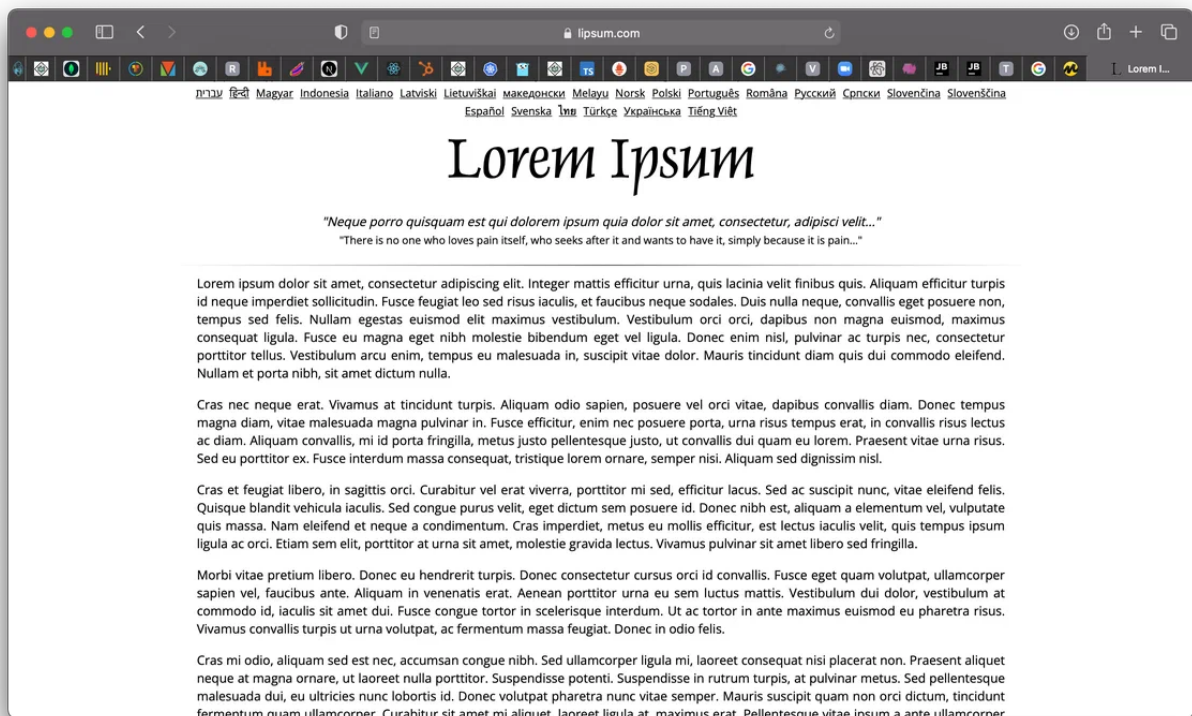 lipsum.com
R N TS P A G V JB JB T G Lorem I...
עברית हिन्दी Magyar Indonesia Italiano Latviski Lietuviškai македонски Melayu Norsk Polski Português Româna Русский Српски Slovenčina Slovenščina
Español Svenska ไทย Türkçe Українська Tiếng Việt
Lorem Ipsum
"Neque porro quisquam est qui dolorem ipsum quia dolor sit amet, consectetur, adipisci velit..."
"There is no one who loves pain itself, who seeks after it and wants to have it, simply because it is pain..."
Lorem ipsum dolor sit amet, consectetur adipiscing elit. Integer mattis efficitur urna, quis lacinia velit finibus quis. Aliquam efficitur turpis
id neque imperdiet sollicitudin. Fusce feugiat leo sed risus iaculis, et faucibus neque sodales. Duis nulla neque, convallis eget posuere non,
tempus sed felis. Nullam egestas euismod elit maximus vestibulum. Vestibulum orci orci, dapibus non magna euismod, maximus
consequat ligula. Fusce eu magna eget nibh molestie bibendum eget vel ligula. Donec enim nisl, pulvinar ac turpis nec, consectetur
porttitor tellus. Vestibulum arcu enim, tempus eu malesuada in, suscipit vitae dolor. Mauris tincidunt diam quis dui commodo eleifend.
Nullam et porta nibh, sit amet dictum nulla.
Cras nec neque erat. Vivamus at tincidunt turpis. Aliquam odio sapien, posuere vel orci vitae, dapibus convallis diam. Donec tempus
magna diam, vitae malesuada magna pulvinar in. Fusce efficitur, enim nec posuere porta, urna risus tempus erat, in convallis risus lectus
ac diam. Aliquam convallis, mi id porta fringilla, metus justo pellentesque justo, ut convallis dui quam eu lorem. Praesent vitae urna risus.
Sed eu porttitor ex. Fusce interdum massa consequat, tristique lorem ornare, semper nisi. Aliquam sed dignissim nisl.
Cras et feugiat libero, in sagittis orci. Curabitur vel erat viverra, porttitor mi sed, efficitur lacus. Sed ac suscipit nunc, vitae eleifend felis.
Quisque blandit vehicula iaculis. Sed congue purus velit, eget dictum sem posuere id. Donec nibh est, aliquam a elementum vel, vulputate
quis massa. Nam eleifend et neque a condimentum. Cras imperdiet, metus eu mollis efficitur, est lectus iaculis velit, quis tempus ipsum
ligula ac orci. Etiam sem elit, porttitor at urna sit amet, molestie gravida lectus. Vivamus pulvinar sit amet libero sed fringilla.
Morbi vitae pretium libero. Donec eu hendrerit turpis. Donec consectetur cursus orci id convallis. Fusce eget quam volutpat, ullamcorper
sapien vel, faucibus ante. Aliquam in venenatis erat. Aenean porttitor urna eu sem luctus mattis. Vestibulum dui dolor, vestibulum at
commodo id, iaculis sit amet dui. Fusce congue tortor in scelerisque interdum. Ut ac tortor in ante maximus euismod eu pharetra risus.
Vivamus convallis turpis ut urna volutpat, ac fermentum massa feugiat. Donec in odio felis.
Cras mi odio, aliquam sed est nec, accumsan congue nibh. Sed ullamcorper ligula mi, laoreet consequat nisi placerat non. Praesent aliquet
neque at magna ornare, ut laoreet nulla porttitor. Suspendisse potenti. Suspendisse in rutrum turpis, at pulvinar metus. Sed pellentesque
malesuada dui, eu ultricies nunc lobortis id. Donec volutpat pharetra nunc vitae semper. Mauris suscipit quam non orci dictum, tincidunt
fermentum quam ullamcorper. Curabitur sit amet mi aliquet, laoreet ligula at, maximus erat. Pellentesque vitae ipsum a ante ullamcorper